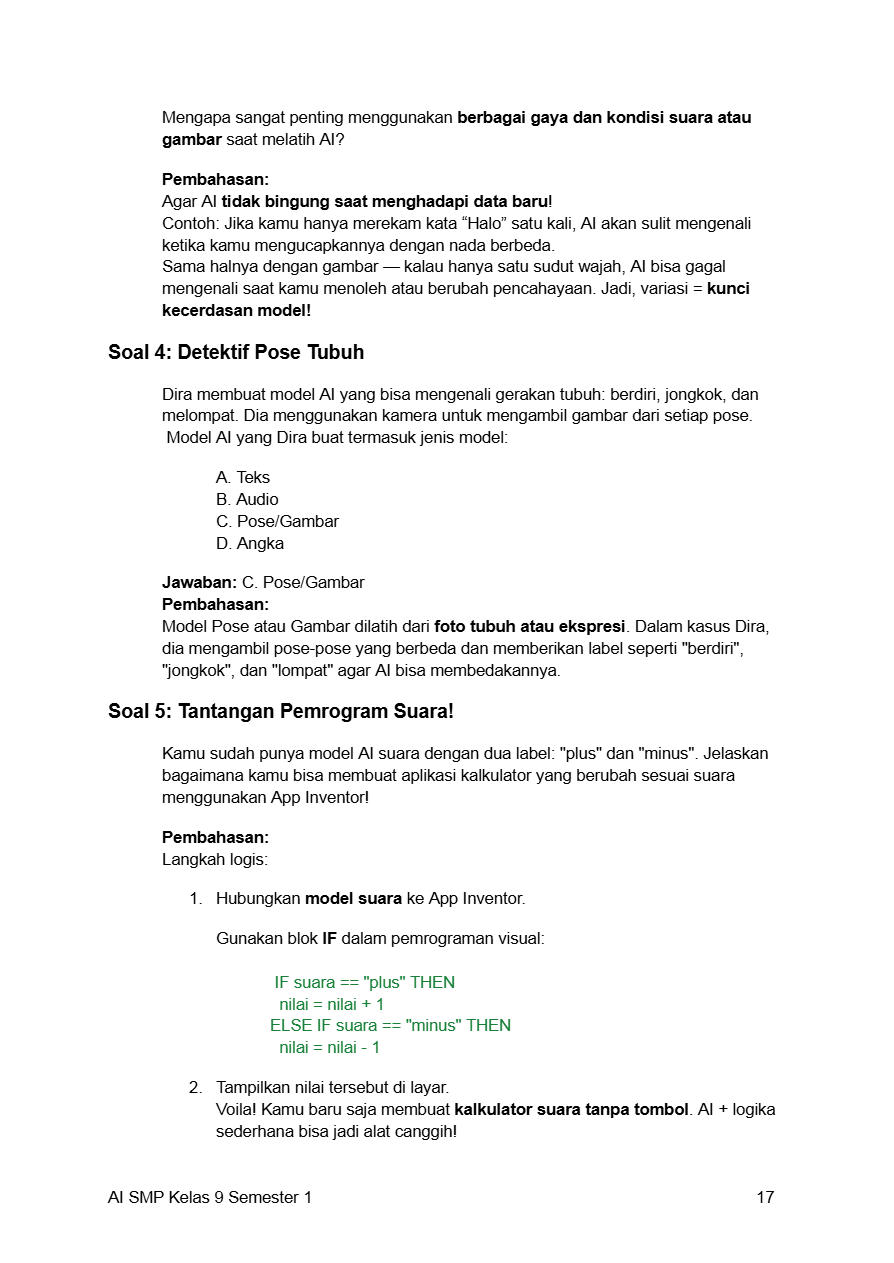 Mengapa sangat penting menggunakan berbagai gaya dan kondisi suara atau
gambar saat melatih AI?
Pembahasan:
Agar AI tidak bingung saat menghadapi data baru!
Contoh: Jika kamu hanya merekam kata “Halo” satu kali, AI akan sulit mengenali
ketika kamu mengucapkannya dengan nada berbeda.
Sama halnya dengan gambar — kalau hanya satu sudut wajah, AI bisa gagal
mengenali saat kamu menoleh atau berubah pencahayaan. Jadi, variasi = kunci
kecerdasan model!
Soal 4: Detektif Pose Tubuh
Dira membuat model AI yang bisa mengenali gerakan tubuh: berdiri, jongkok, dan
melompat. Dia menggunakan kamera untuk mengambil gambar dari setiap pose.
Model AI yang Dira buat termasuk jenis model:
A. Teks
B. Audio
C. Pose/Gambar
D. Angka
Jawaban: C. Pose/Gambar
Pembahasan:
Model Pose atau Gambar dilatih dari foto tubuh atau ekspresi. Dalam kasus Dira,
dia mengambil pose-pose yang berbeda dan memberikan label seperti "berdiri",
"jongkok", dan "lompat" agar AI bisa membedakannya.
Soal 5: Tantangan Pemrogram Suara!
Kamu sudah punya model AI suara dengan dua label: "plus" dan "minus". Jelaskan
bagaimana kamu bisa membuat aplikasi kalkulator yang berubah sesuai suara
menggunakan App Inventor!
Pembahasan:
Langkah logis:
1. Hubungkan model suara ke App Inventor.
Gunakan blok IF dalam pemrograman visual:
IF suara == "plus" THEN
nilai = nilai + 1
ELSE IF suara == "minus" THEN
nilai = nilai - 1
2. Tampilkan nilai tersebut di layar.
Voila! Kamu baru saja membuat kalkulator suara tanpa tombol. AI + logika
sederhana bisa jadi alat canggih!
AI SMP Kelas 9 Semester 1 17